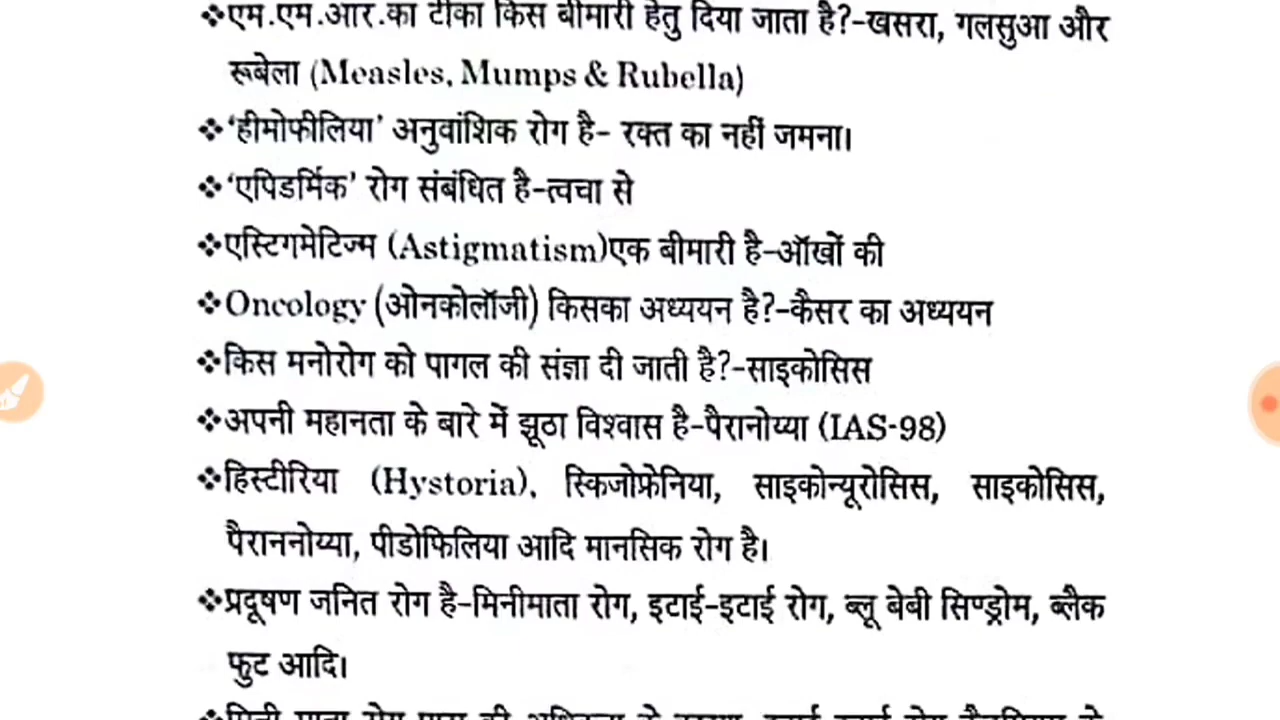 ❖एम.एम.आर.का टीका किस बीमारी हेतु दिया जाता है?-खसरा, गलसुआ और
रूबेला (Measles, Mumps & Rubella)
❖‘हीमोफीलिया’ अनुवांशिक रोग है- रक्त का नहीं जमना।
❖‘एपिडर्मिक’ रोग संबंधित है-त्वचा से
❖एस्टिगमेटिज्म (Astigmatism)एक बीमारी है-ऑखों की
❖Oncology (ओनकोलॉजी) किसका अध्ययन है?-कैसर का अध्ययन
❖किस मनोरोग को पागल की संज्ञा दी जाती है?-साइकोसिस
❖अपनी महानता के बारे में झूठा विश्वास है-पैरानोय्या (IAS-98)
❖हिस्टीरिया (Hystoria), स्किजोफ्रेनिया, साइकोन्यूरोसिस, साइकोसिस,
पैराननोय्या, पीडोफिलिया आदि मानसिक रोग है।
❖प्रदूषण जनित रोग है-मिनीमाता रोग, इटाई-इटाई रोग, ब्लू बेबी सिण्ड्रोम, ब्लैक
फुट आदि।